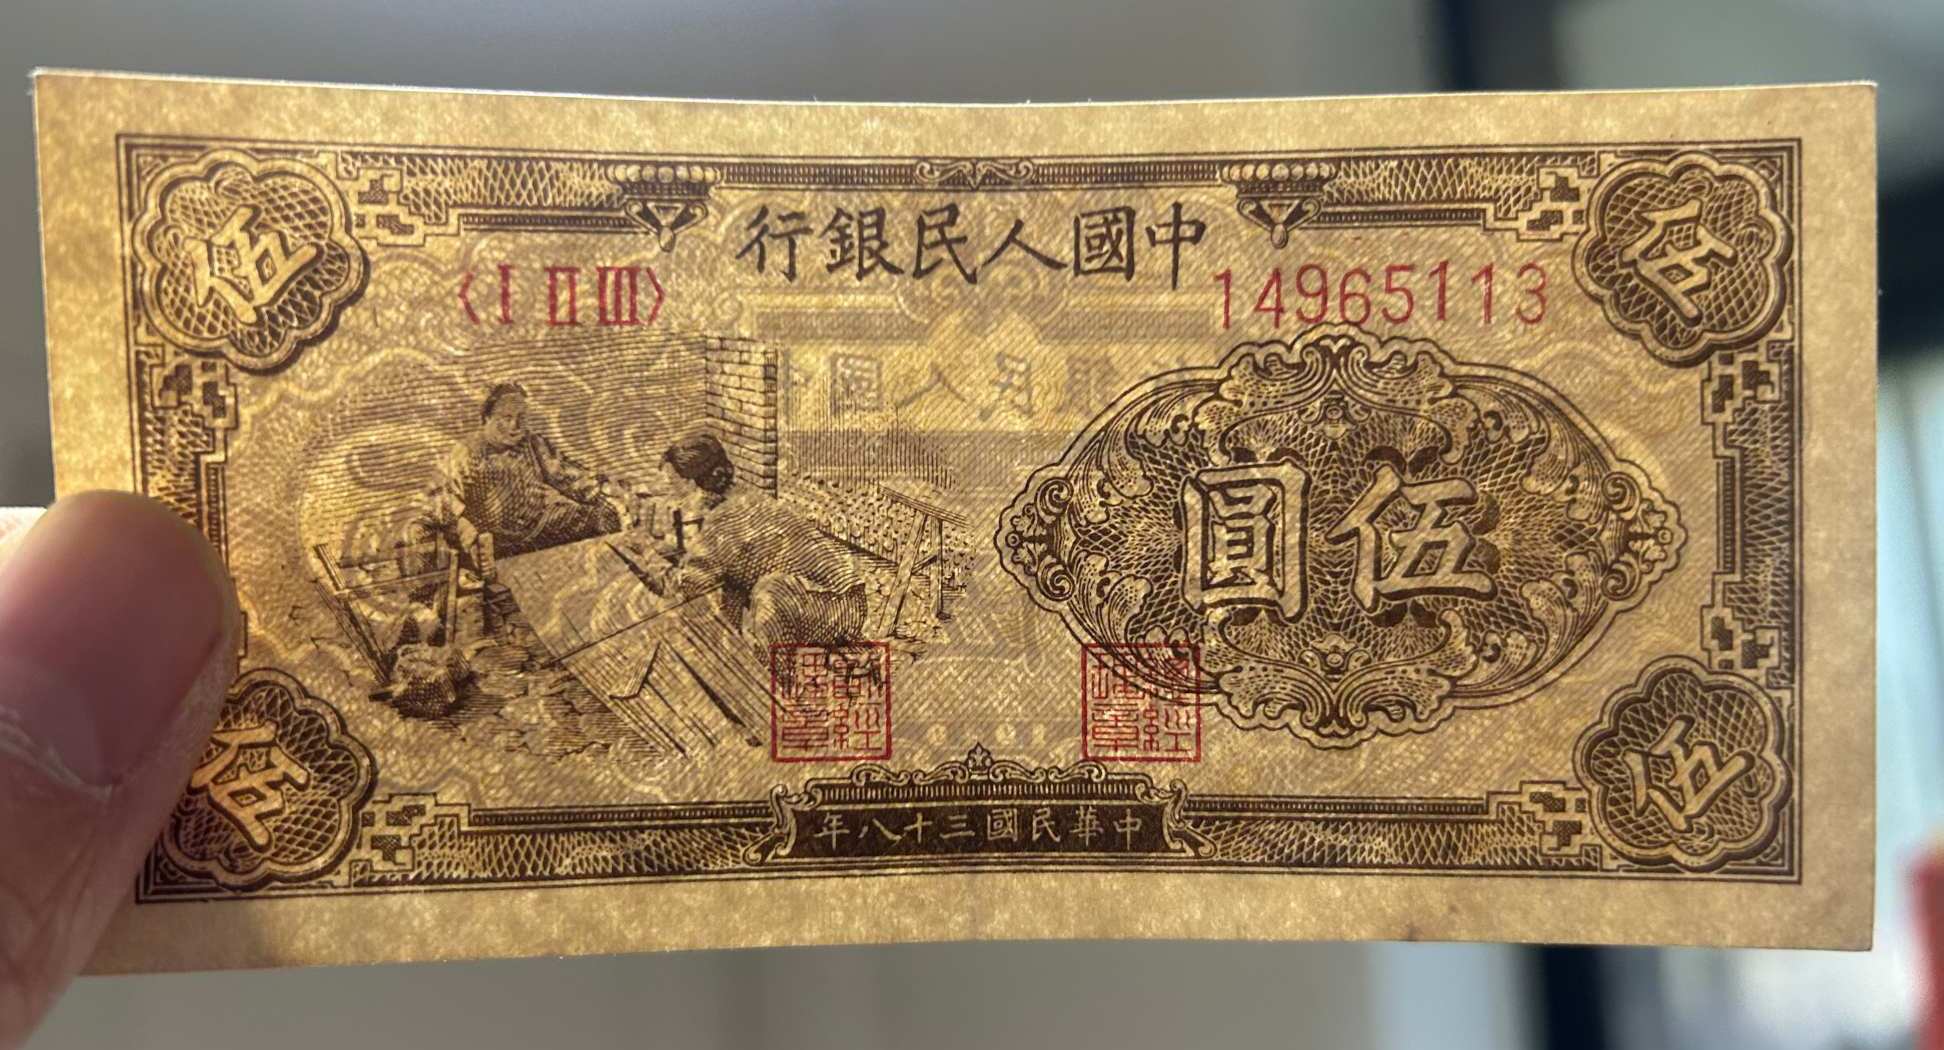 中國人民銀行
〈I II III〉
14965113
伍
伍
伍圓
伍
伍
中華民國三十八年